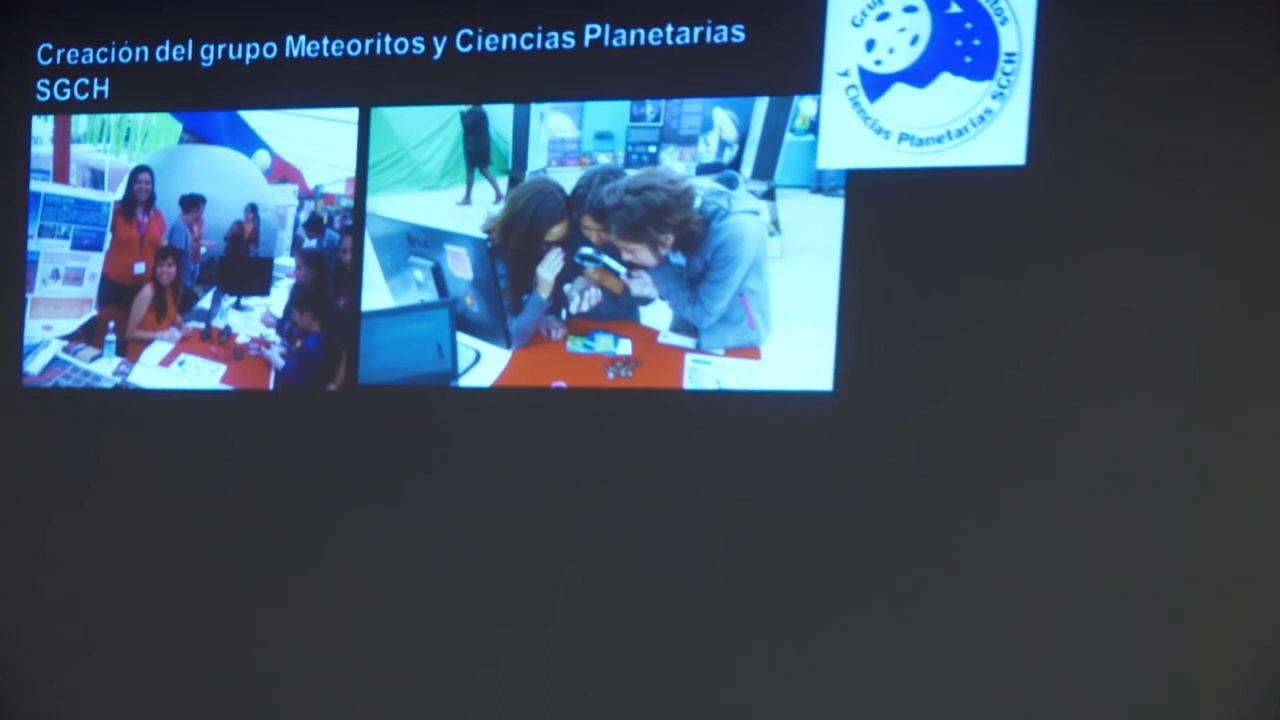 Creación del grupo Meteoritos y Ciencias Planetarias
SGCH
y Ciencias Planetarias SGCH